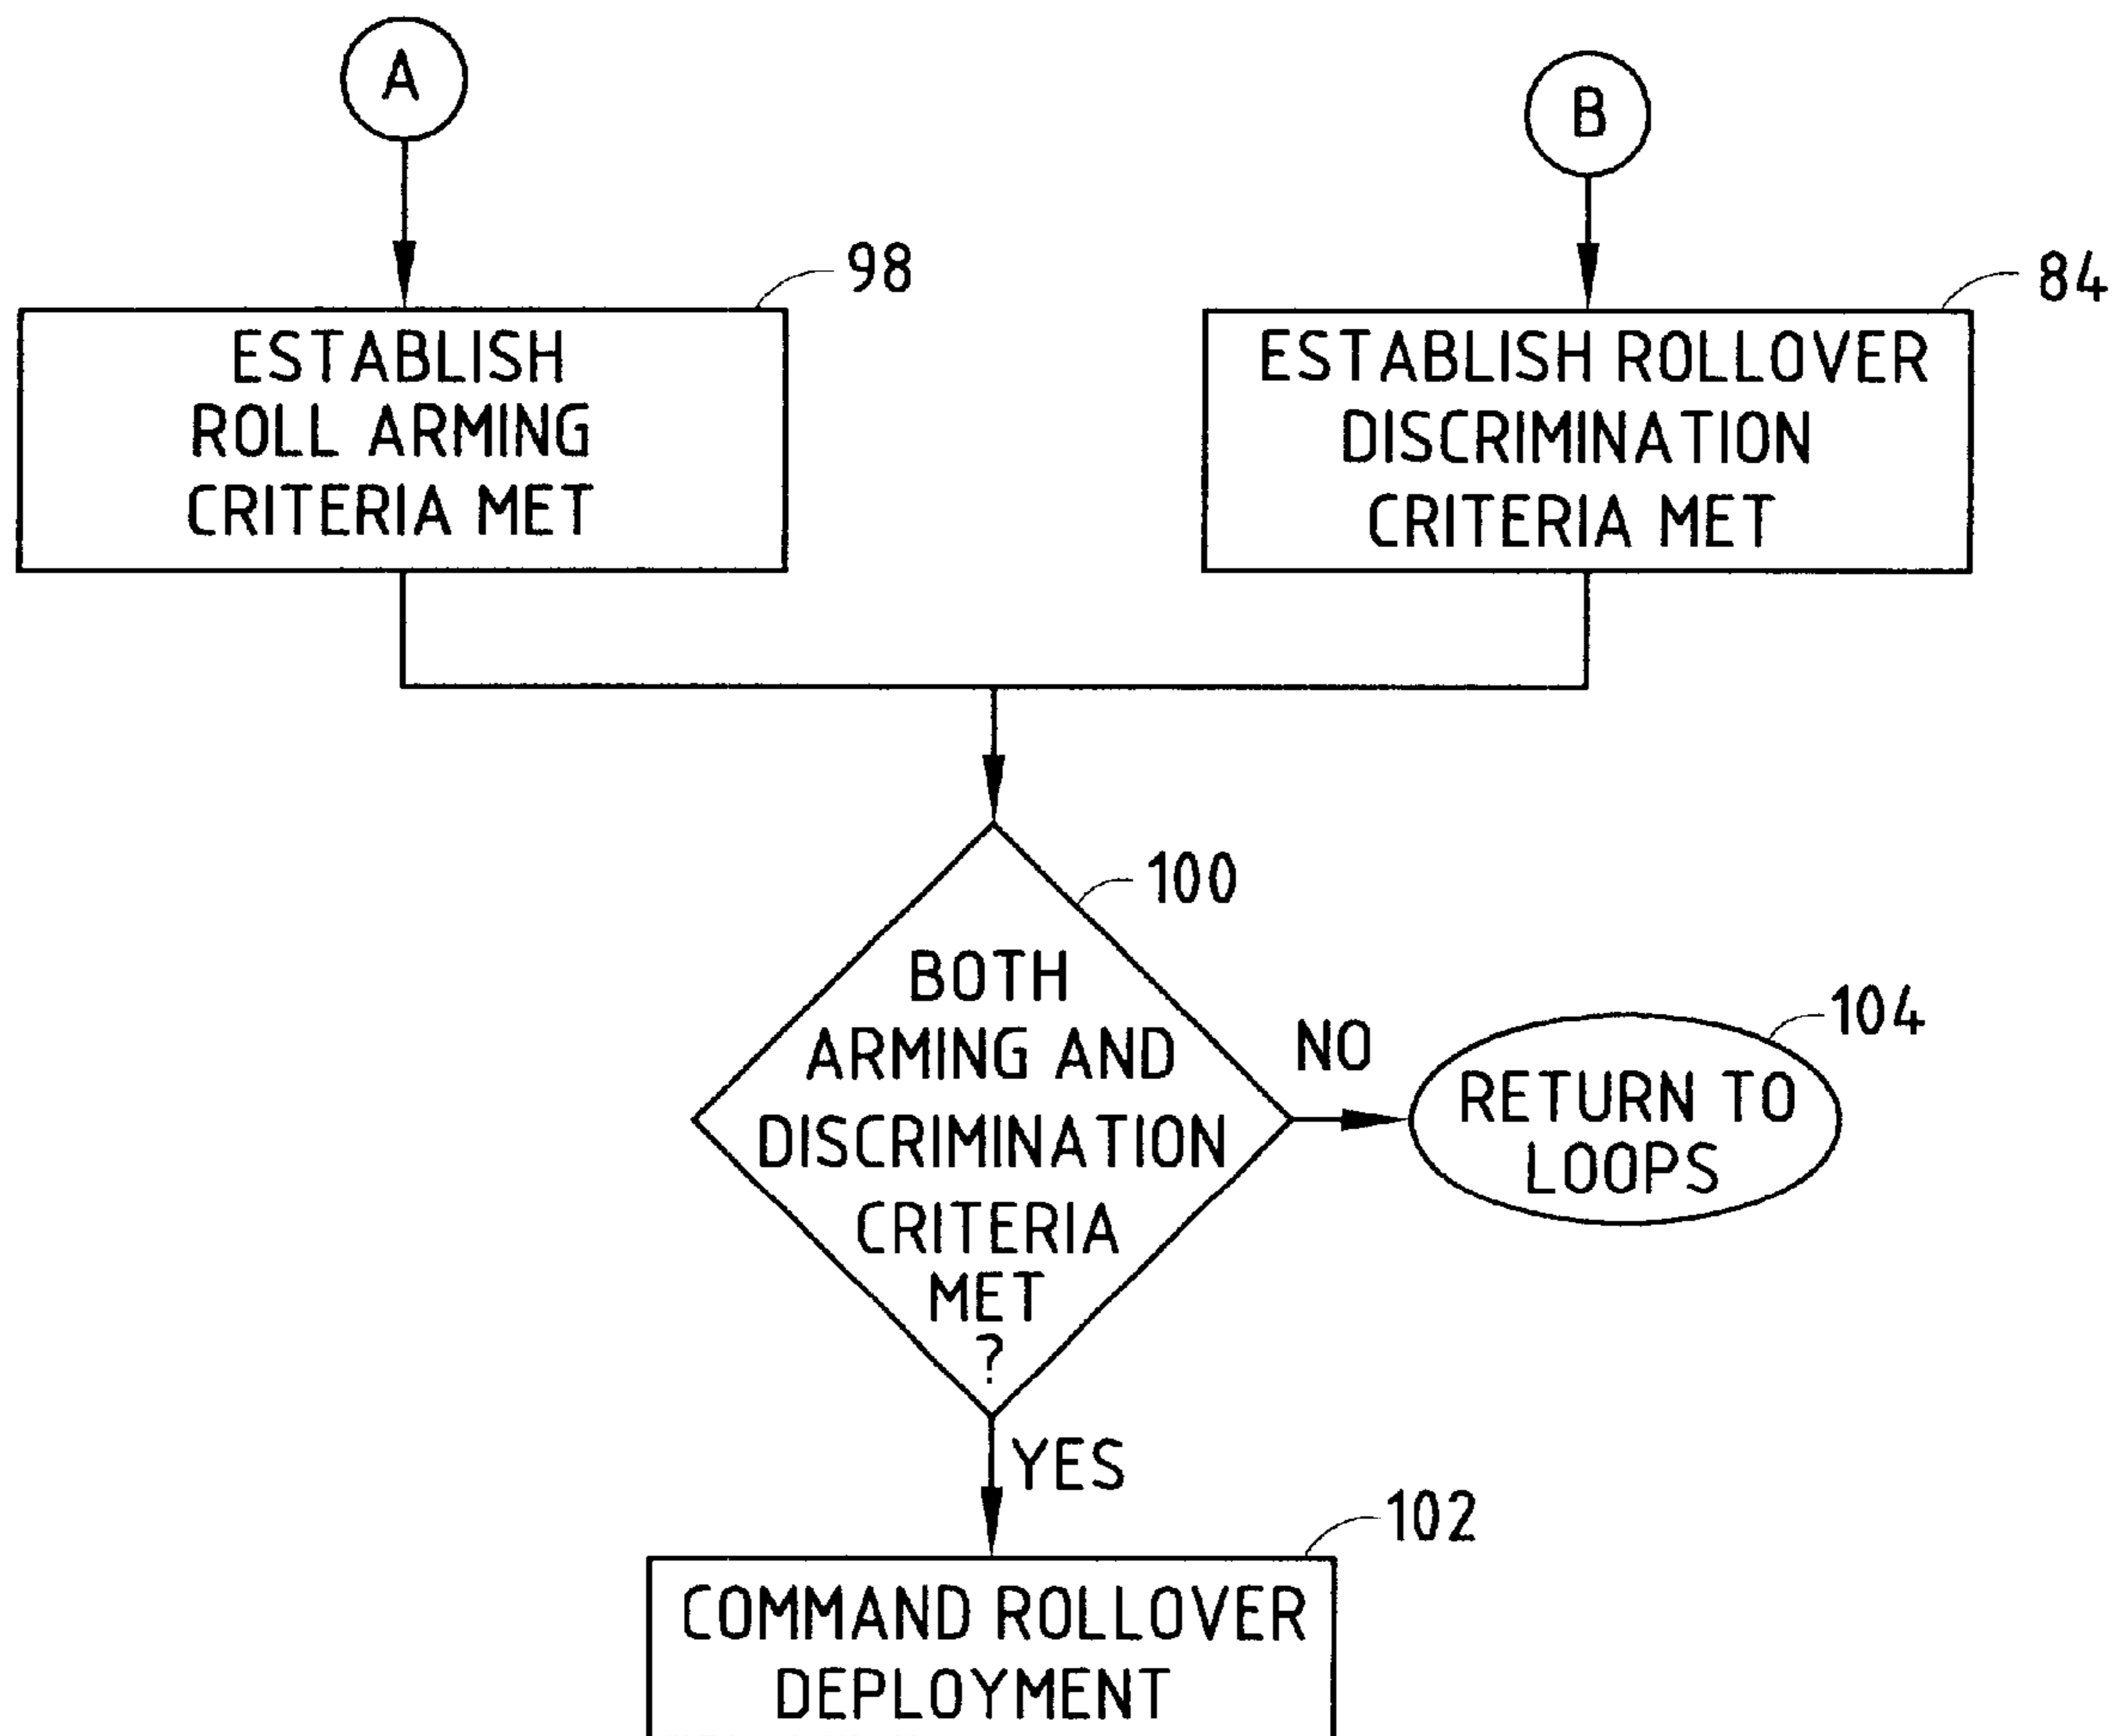 A
B
98
84
ESTABLISH
ROLL ARMING
CRITERIA MET
ESTABLISH ROLLOVER
DISCRIMINATION
CRITERIA MET
100
BOTH
ARMING AND
DISCRIMINATION
CRITERIA
MET
?
NO
104
RETURN TO
LOOPS
YES
102
COMMAND ROLLOVER
DEPLOYMENT